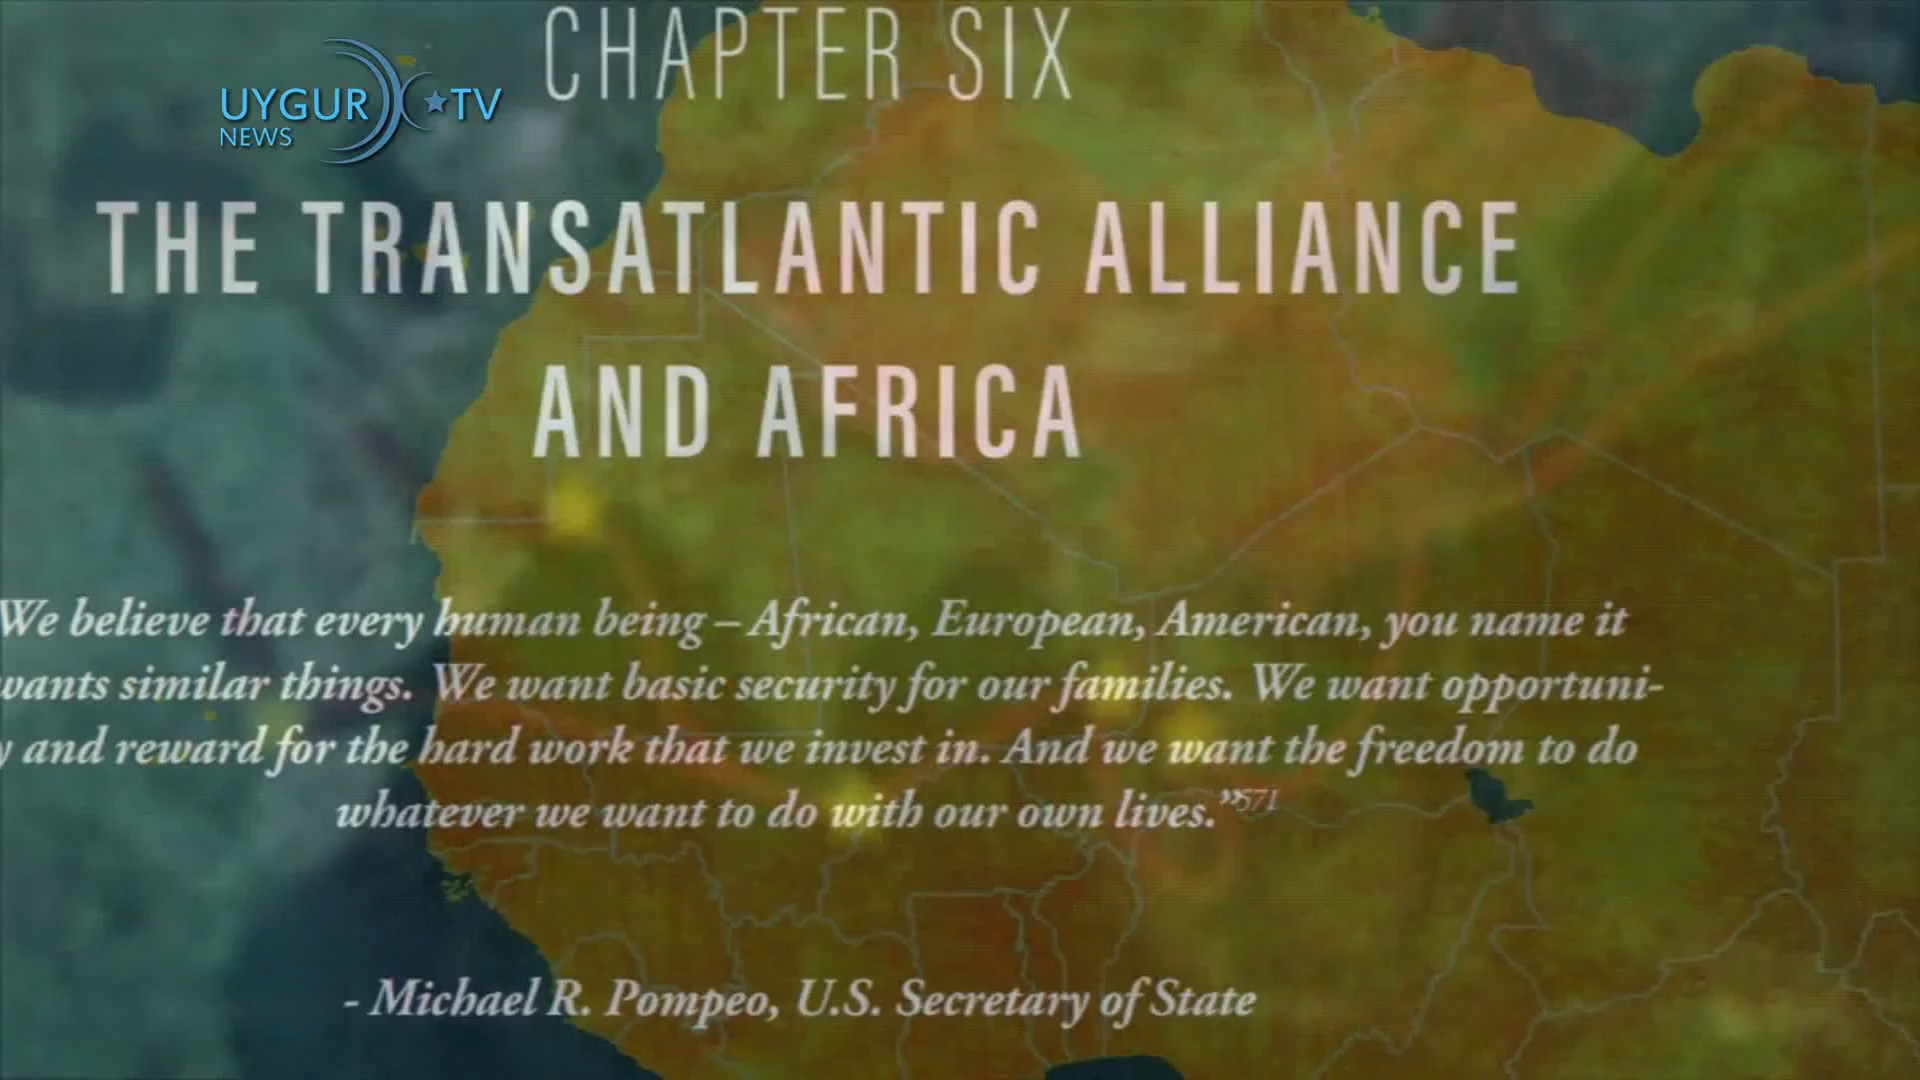 CHAPTER SIX
UYGUR TV
NEWS
THE TRANSATLANTIC ALLIANCE
AND AFRICA
We believe that every human being – African, European, American, you name it
wants similar things. We want basic security for our families. We want opportuni-
y and reward for the hard work that we invest in. And we want the freedom to do
whatever we want to do with our own lives.”571
- Michael R. Pompeo, U.S. Secretary of State